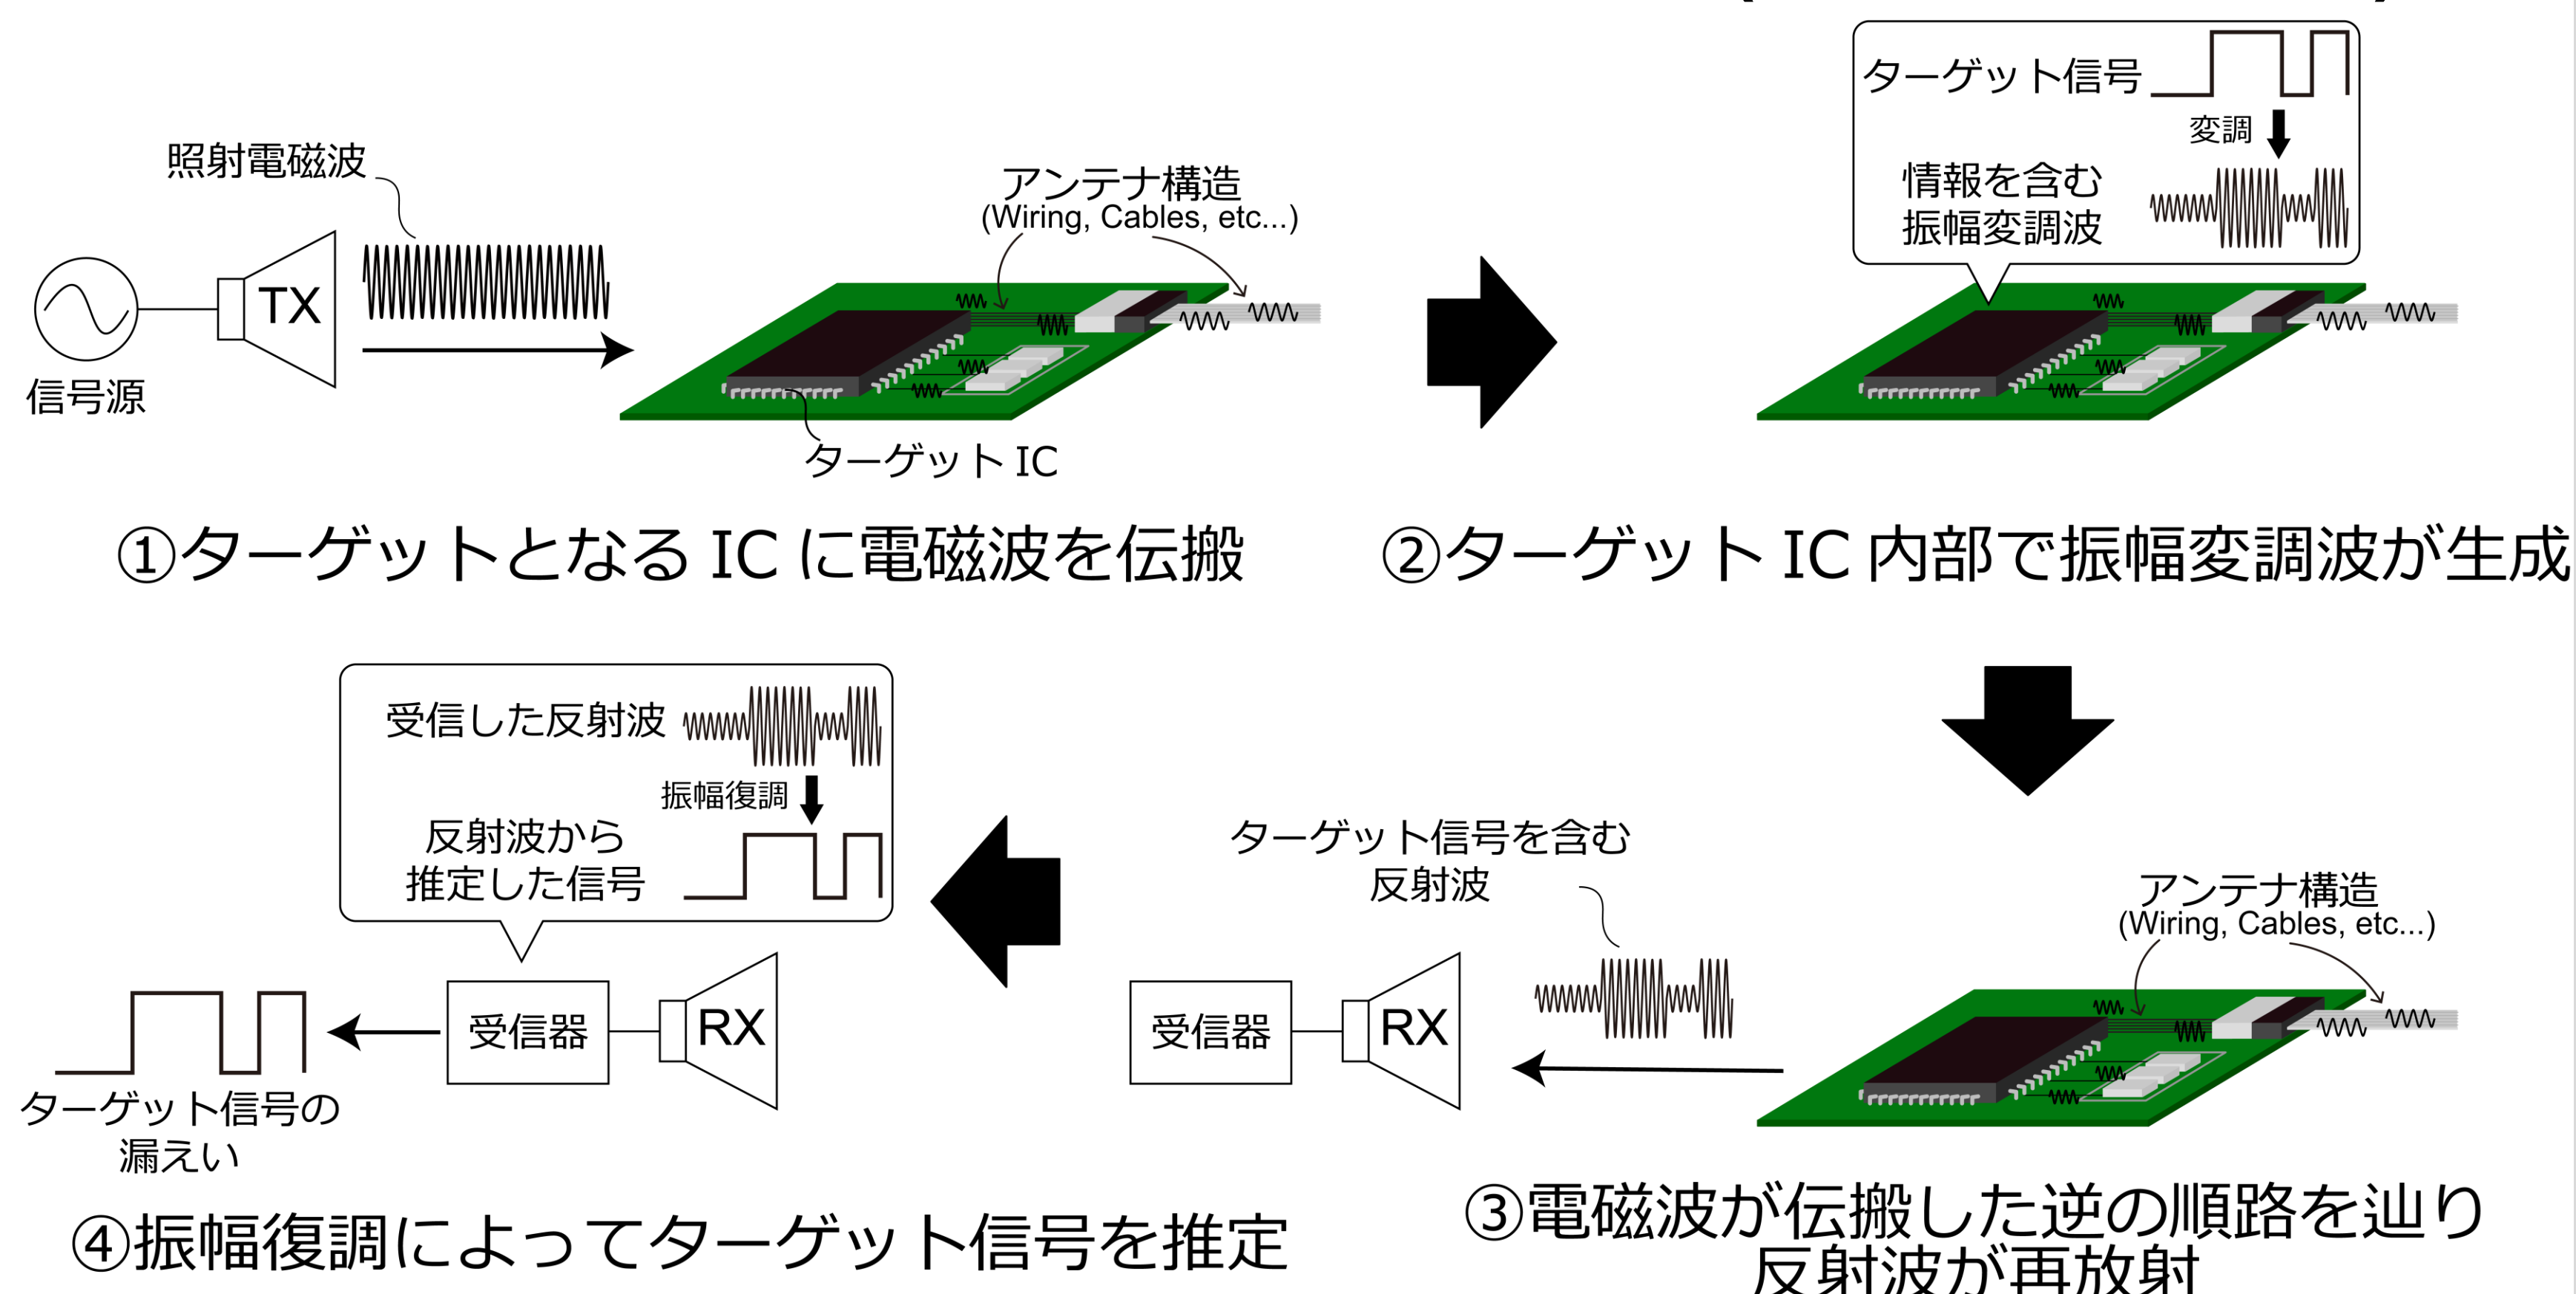 照射電磁波
TX
信号源
アンテナ構造
(Wiring, Cables, etc...)
ターゲット IC
①ターゲットとなる IC に電磁波を伝搬
ターゲット信号
変調
情報を含む
振幅変調波
②ターゲット IC 内部で振幅変調波が生成
ターゲット信号を含む
反射波
アンテナ構造
(Wiring, Cables, etc...)
受信器
RX
③電磁波が伝搬した逆の順路を辿り
反射波が再放射
受信した反射波
振幅復調
反射波から
推定した信号
受信器
RX
ターゲット信号の
漏えい
④振幅復調によってターゲット信号を推定